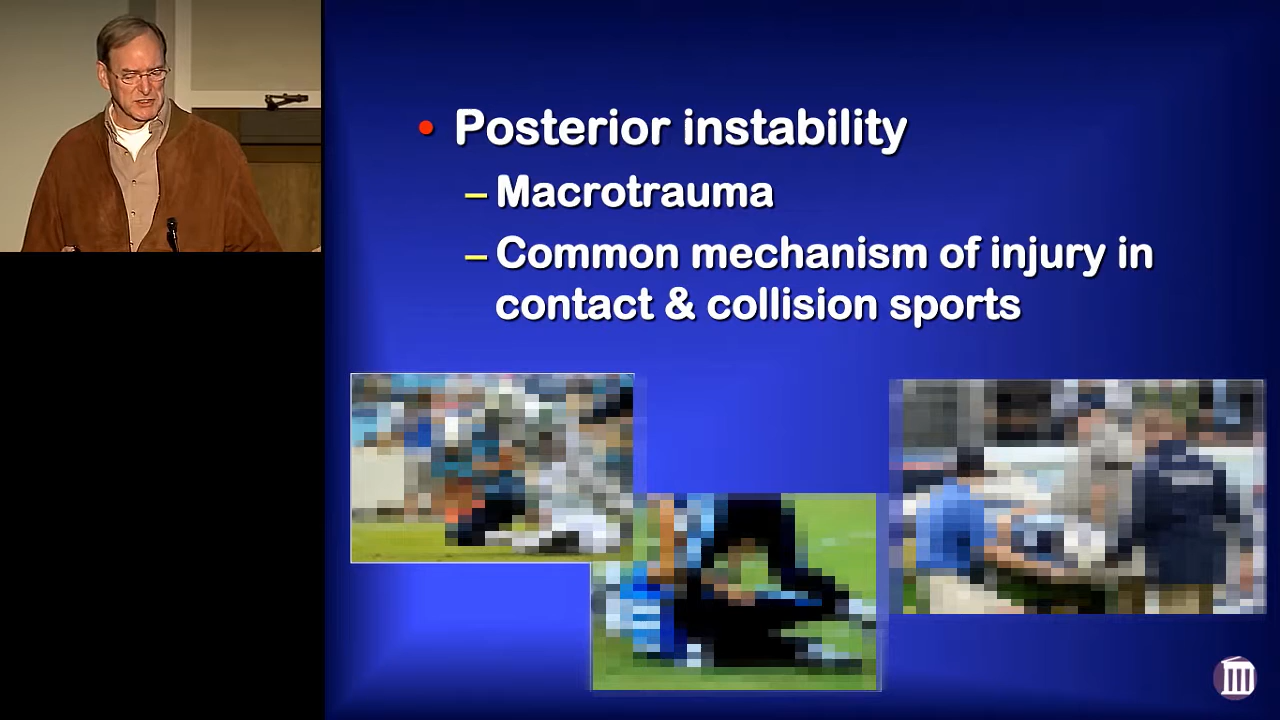 • Posterior instability
– Macrotrauma
– Common mechanism of injury in
contact & collision sports